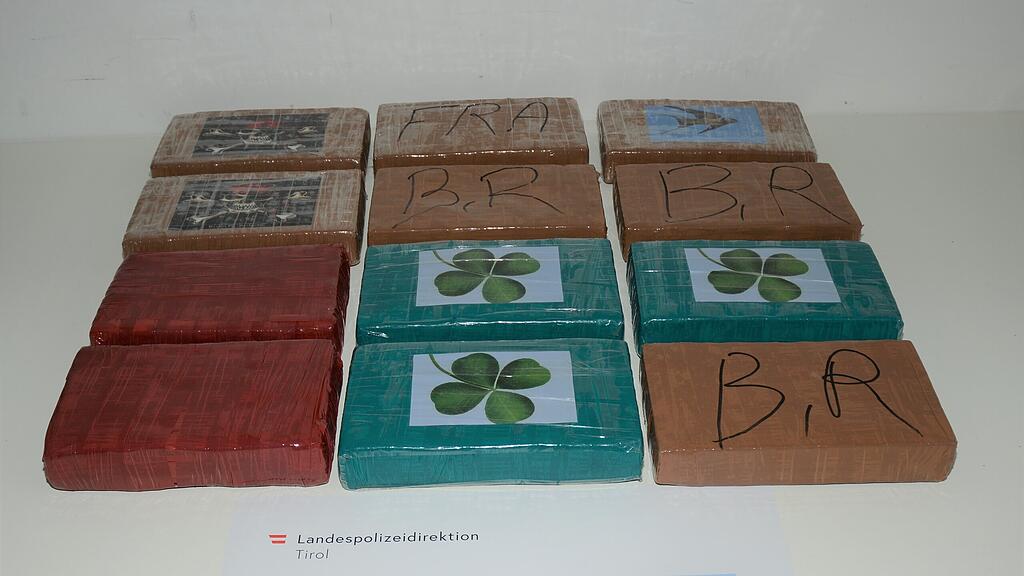 FRA
B.R
B.R
B.R
Landespolizeidirektion
Tirol